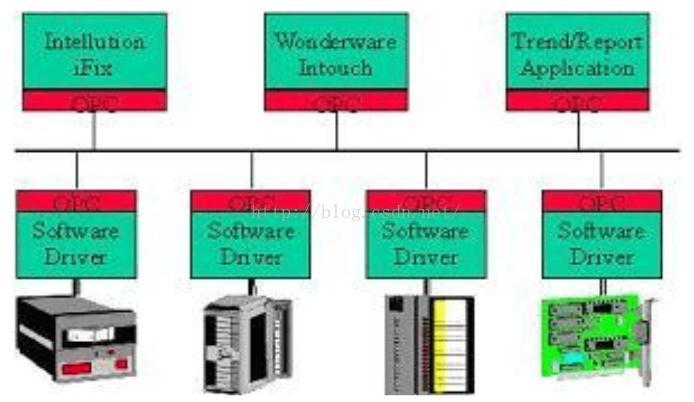 Intellution
iFix
OPC
Wonderware
Intouch
OPC
Trend/Report
Application
OPC
OPC
Software
Driver
OPC
Software
Driver
OPC
Software
Driver
OPC
Software
Driver
http://blog.csdn.net/